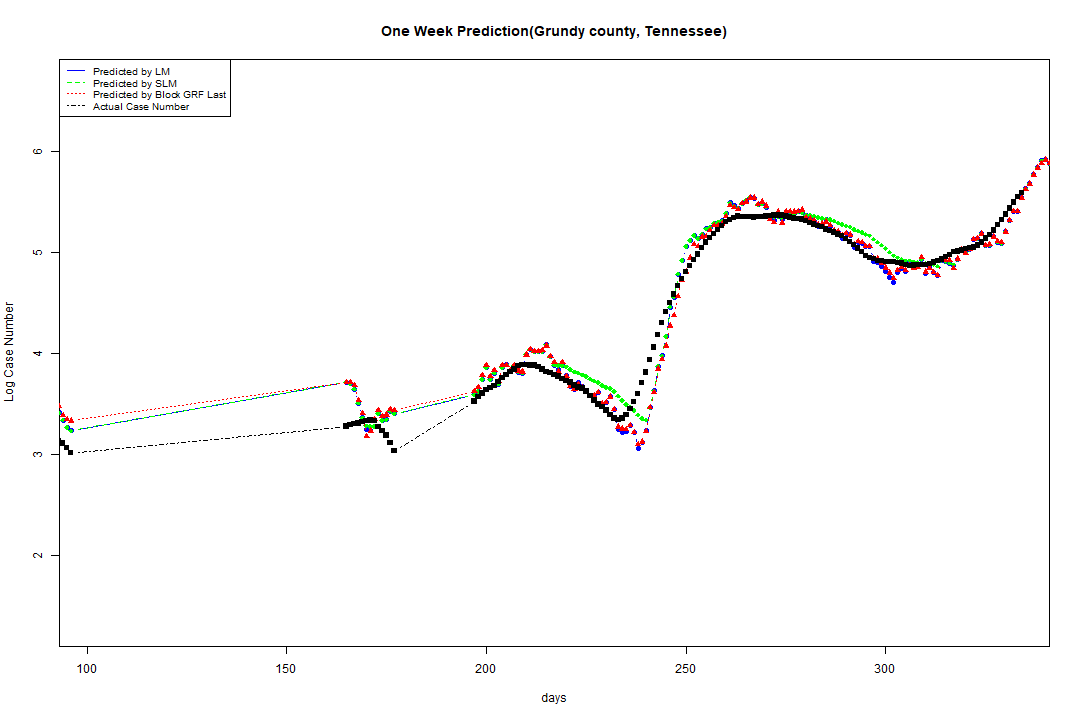 One Week Prediction(Grundy county, Tennessee)
Predicted by LM
Predicted by SLM
Predicted by Block GRF Last
Actual Case Number
6
5
4
3
2
Log Case Number
100 150 200 250 300
days